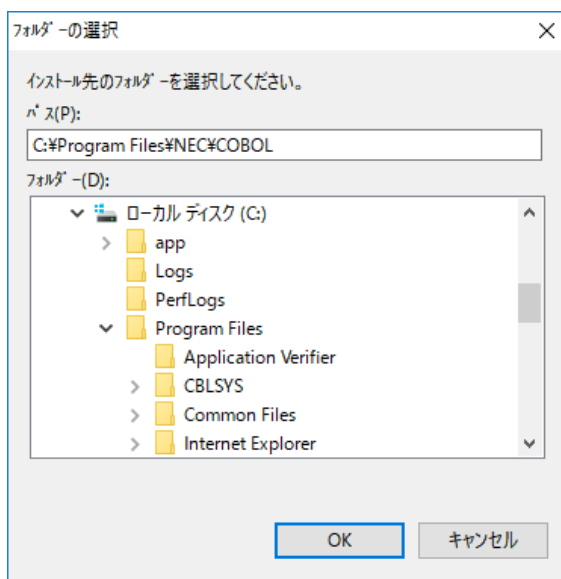 フォルダーの選択
インストール先のフォルダーを選択してください。
パス(P):
C:¥Program Files¥NEC¥COBOL
フォルダー(D):
ローカル ディスク (C:)
app
Logs
PerfLogs
Program Files
Application Verifier
CBLSYS
Common Files
Internet Explorer
OK キャンセル